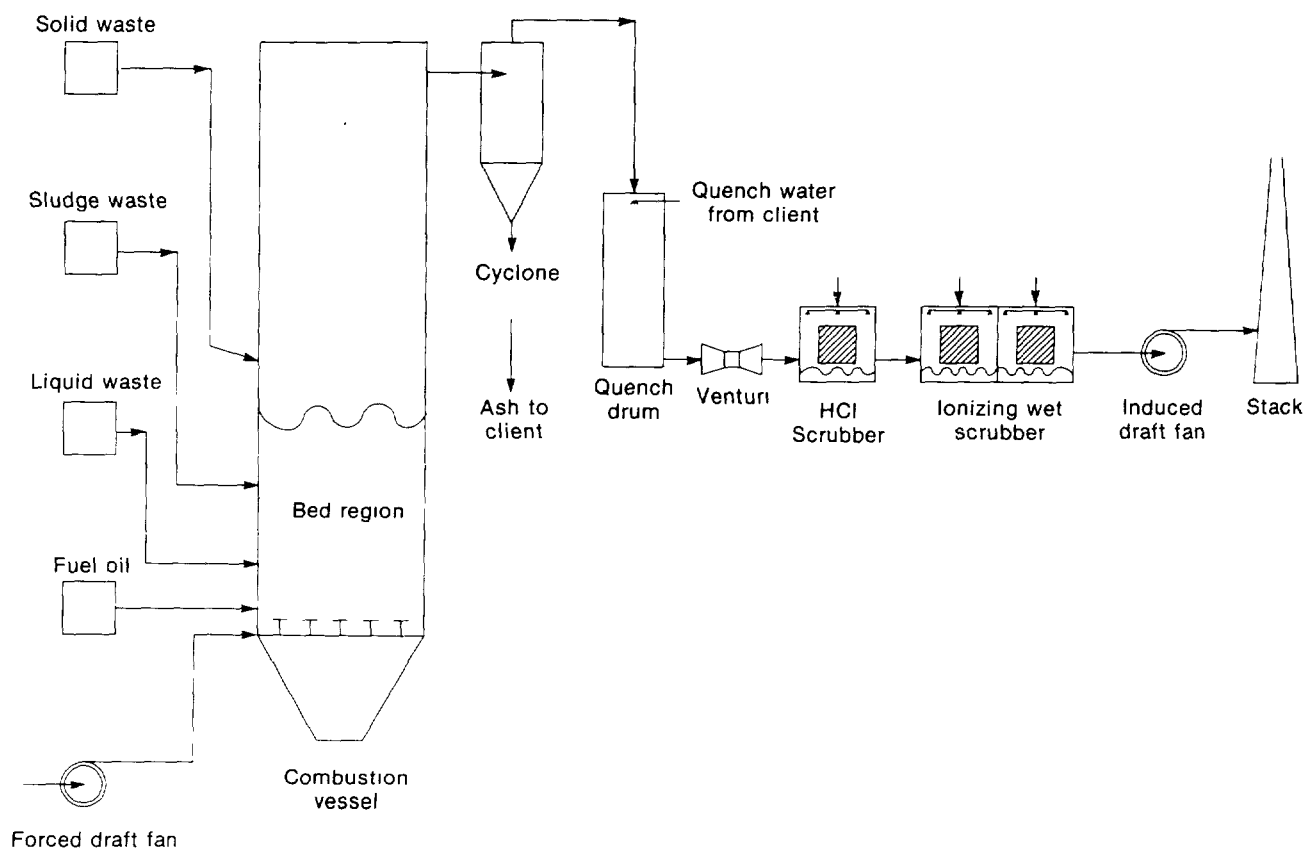 Solid waste
Sludge waste
Liquid waste
Fuel oil
Forced draft fan
Bed region
Combustion
vessel
Cyclone
Ash to
client
Quench water
from client
Quench
drum
Venturi
HCl
Scrubber
Ionizing wet
scrubber
Induced
draft fan
Stack